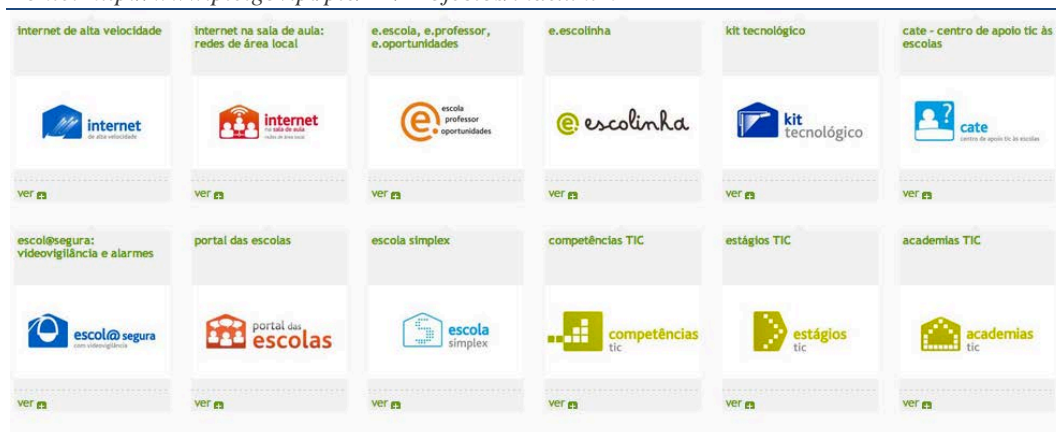 internet de alta velocidade
internet na sala de aula:
redes de área local
e.escola, e.professor,
e.oportunidades
e.escolinha
kit tecnológico
cate - centro de apoio tic às
escolas
internet
de alta velocidade
internet
na sala de aula
redes de área local
escola
professor
oportunidades
e. escolinha
kit
tecnológico
cate
centro de apoio tic às escolas
ver
ver
ver
ver
ver
ver
escol@segura:
videovigilância e alarmes
portal das escolas
escola simplex
competências TIC
estágios TIC
academias TIC
escol@ segura
com videovigilância
portal das
escolas
escola
simplex
competências
tic
estágios
tic
academias
tic
ver
ver
ver
ver
ver
ver